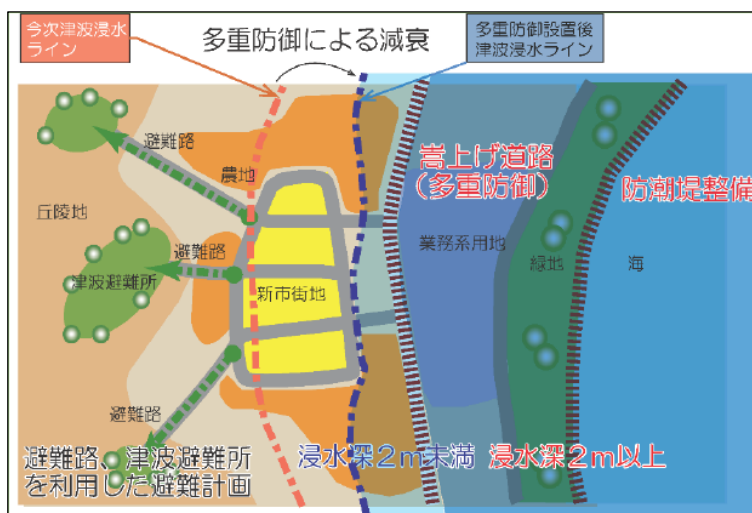 今次津波浸水
ライン
多重防御による減衰
多重防御設置後
津波浸水ライン
避難路
農地
嵩上げ道路
(多重防御)
防潮堤整備
丘陵地
避難路
業務系用地
緑地
海
津波避難所
新市街地
避難路
避難路、津波避難所
を利用した避難計画
浸水深2m未満
浸水深2m以上